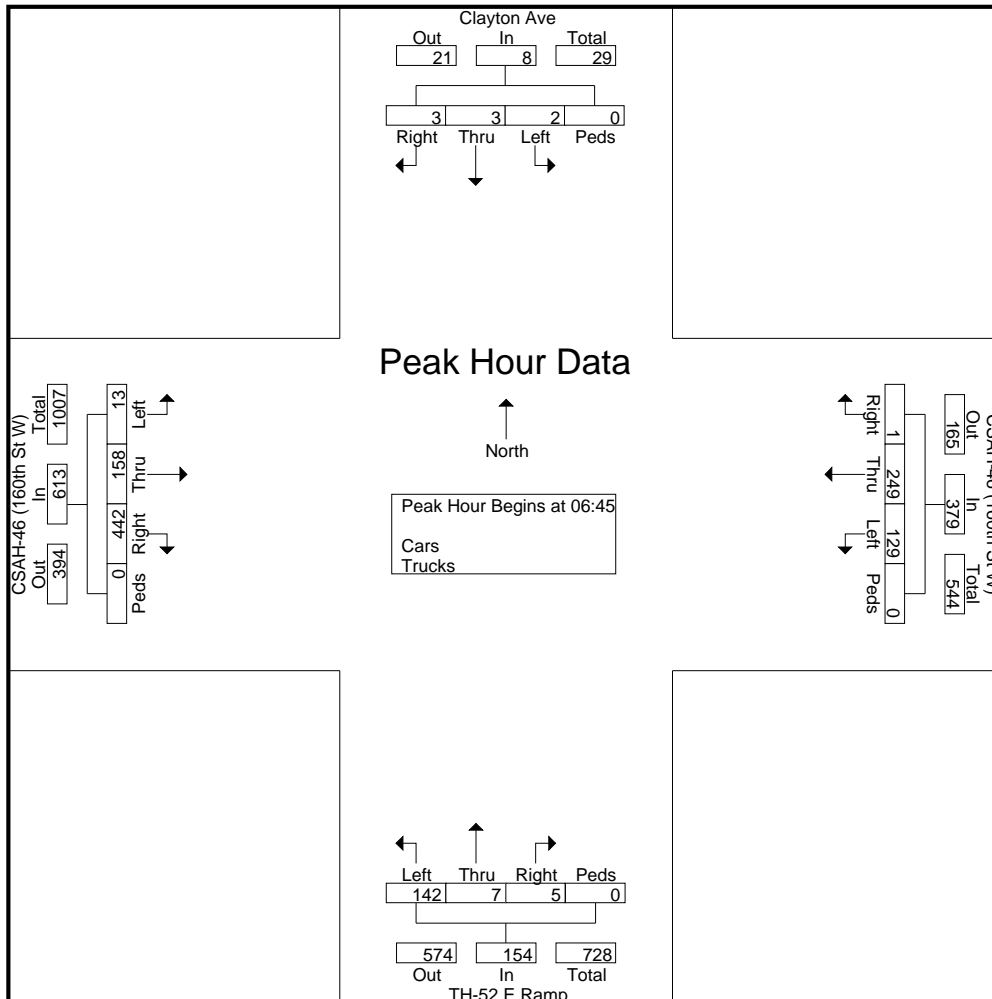 Clayton Ave
Out In Total
21 8 29
3 3 2 0
Right Thru Left Peds
Peak Hour Data
North
Peak Hour Begins at 06:45
Cars
Trucks
CSAH-46 (160th St W)
Total In Out
1007 613 394
13 158 442 0
Left Thru Right Peds
Right Thru Left Peds
1 249 129 0
165 379 544
Out In Total
St W)
Left Thru Right Peds
142 7 5 0
574 154 728
Out In Total
TH-52 E Ramp